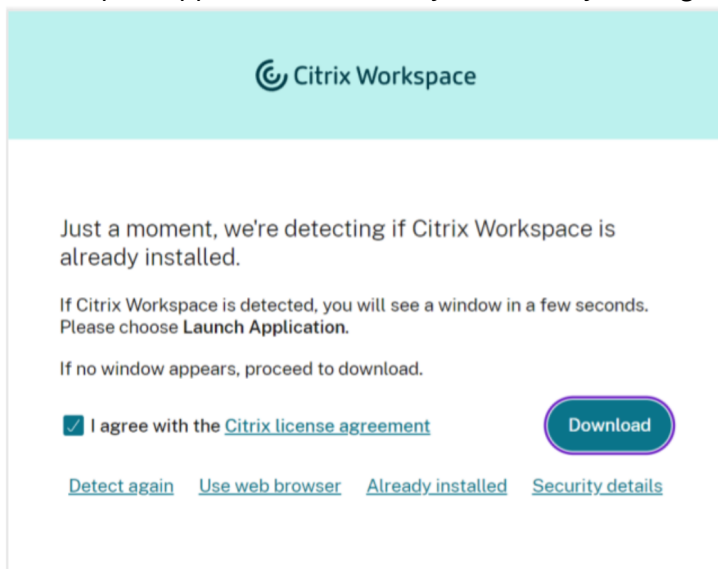 Citrix Workspace
Just a moment, we're detecting if Citrix Workspace is
already installed.
If Citrix Workspace is detected, you will see a window in a few seconds.
Please choose Launch Application.
If no window appears, proceed to download.
I agree with the Citrix license agreement
Download
Detect again Use web browser Already installed Security details